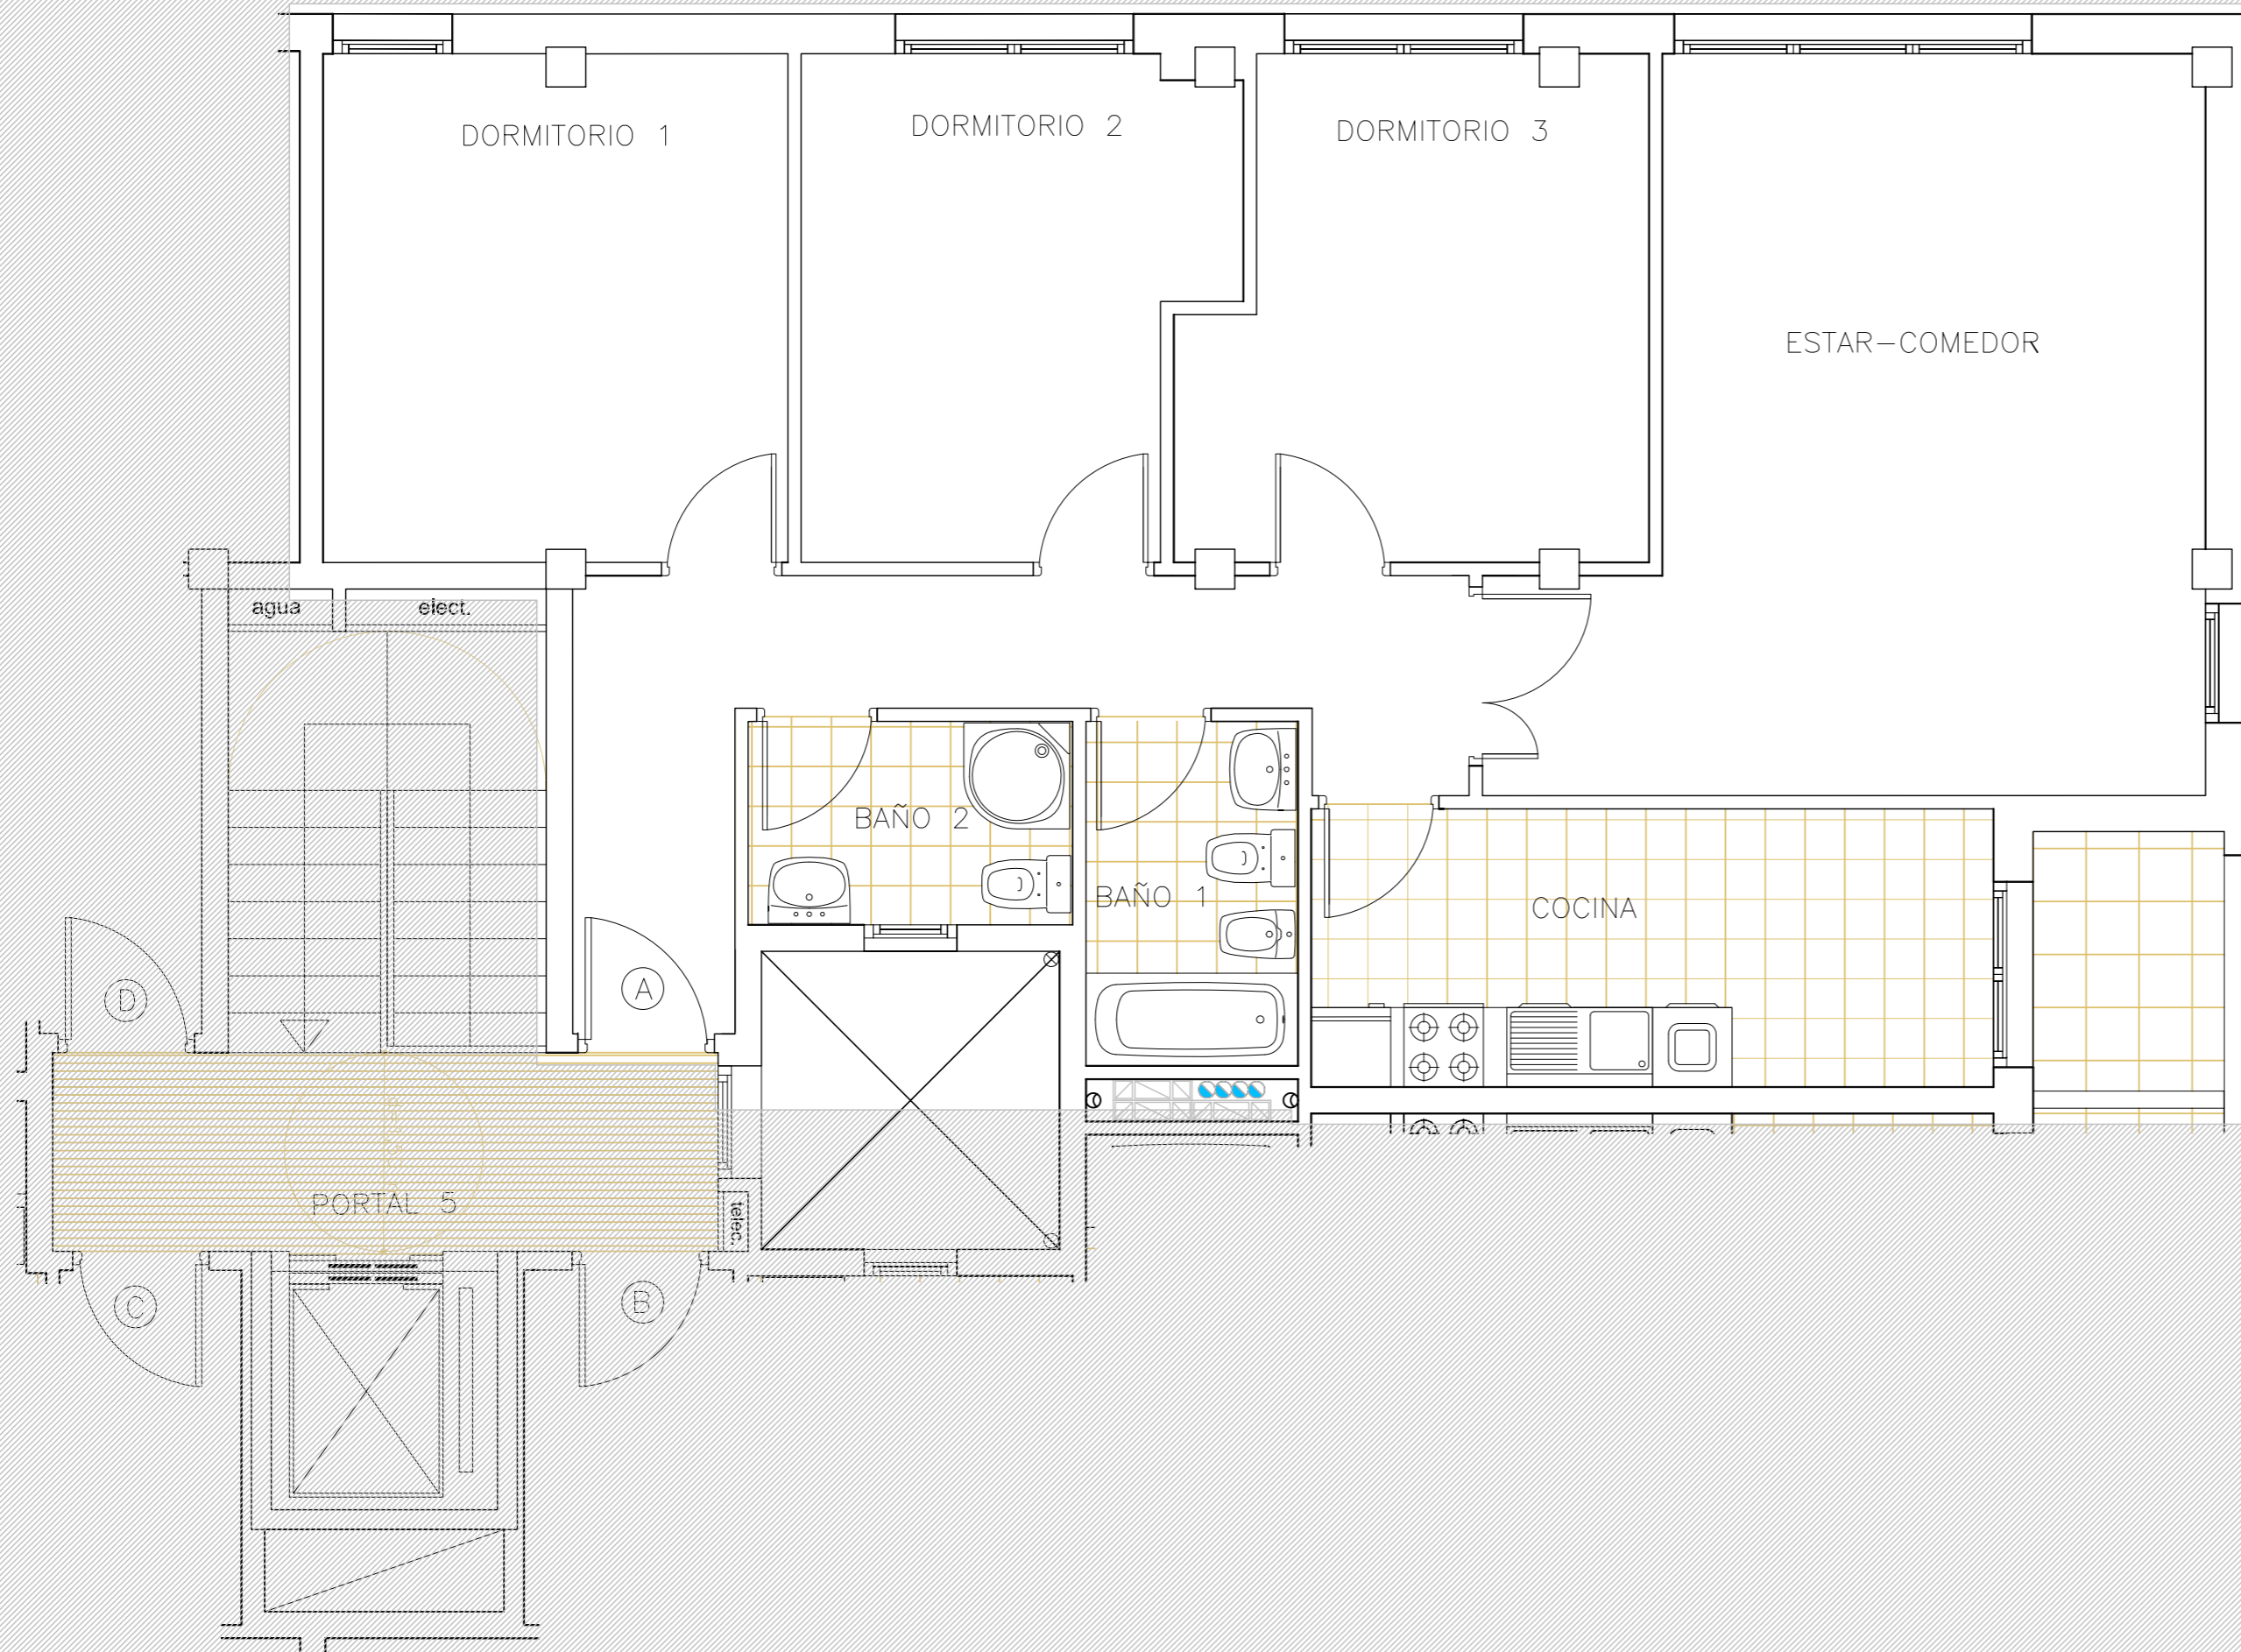 DORMITORIO 1
DORMITORIO 2
DORMITORIO 3
ESTAR-COMEDOR
agua
elect.
BAÑO 2
BAÑO 1
COCINA
A
D
PORTAL 5
telec.
C
B